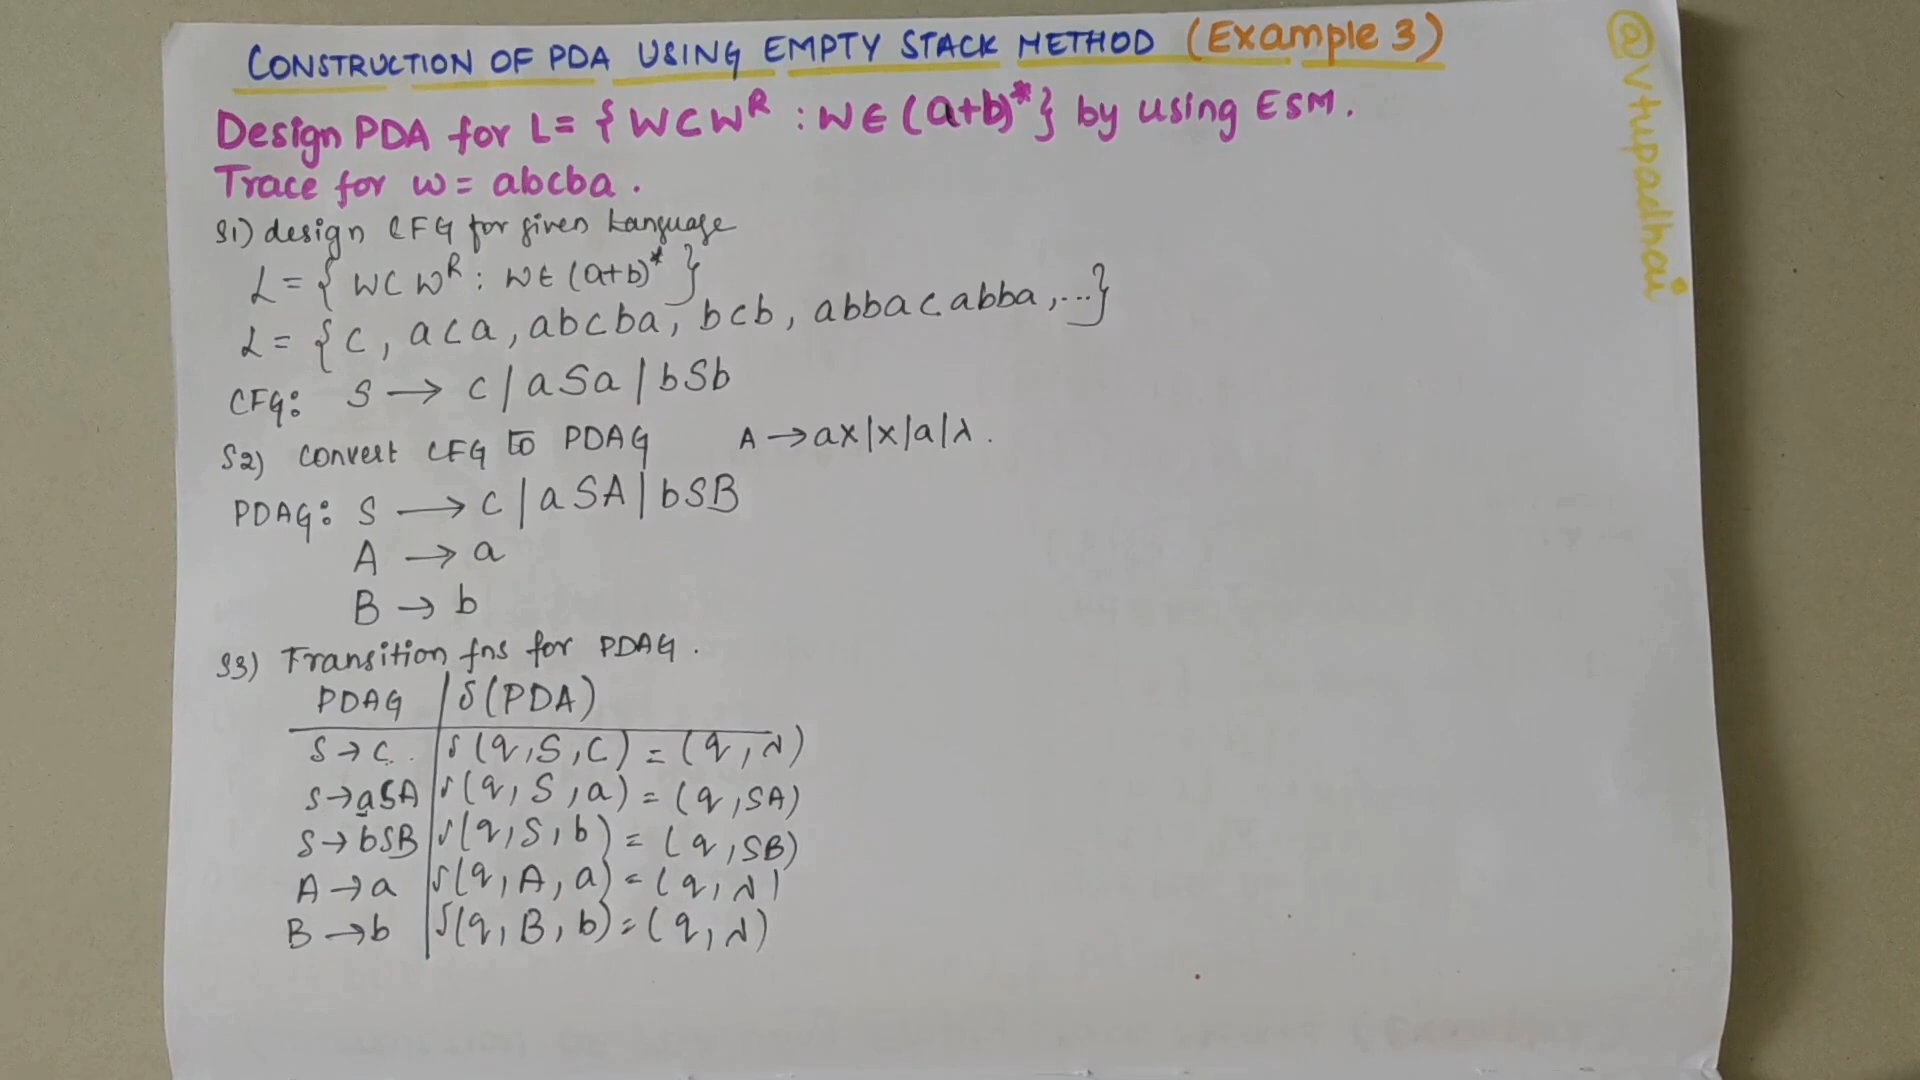 CONSTRUCTION OF PDA USING EMPTY STACK METHOD (Example 3)
Design PDA for L= { WCWᴿ : W∈ (a+b)* } by using ESM.
Trace for w = abcba .
S1) design CFG for given Language
L = { WCWᴿ : W∈ (a+b)* }
L = { c, aca, abcba, bcb, abbacabba, ...}
CFG: S → c | aSa | bSb
S2) Convert CFG to PDAG A → ax|x|a|λ .
PDAG: S → c | aSA | bSB
A → a
B → b
S3) Transition fns for PDAG .
PDAG | δ(PDA)
S → c . | δ(q, S, C) = (q, λ)
S → aSA | δ(q, S, a) = (q, SA)
S → bSB | δ(q, S, b) = (q, SB)
A → a | δ(q, A, a) = (q, λ)
B → b | δ(q, B, b) = (q, λ)
@vtupadhai